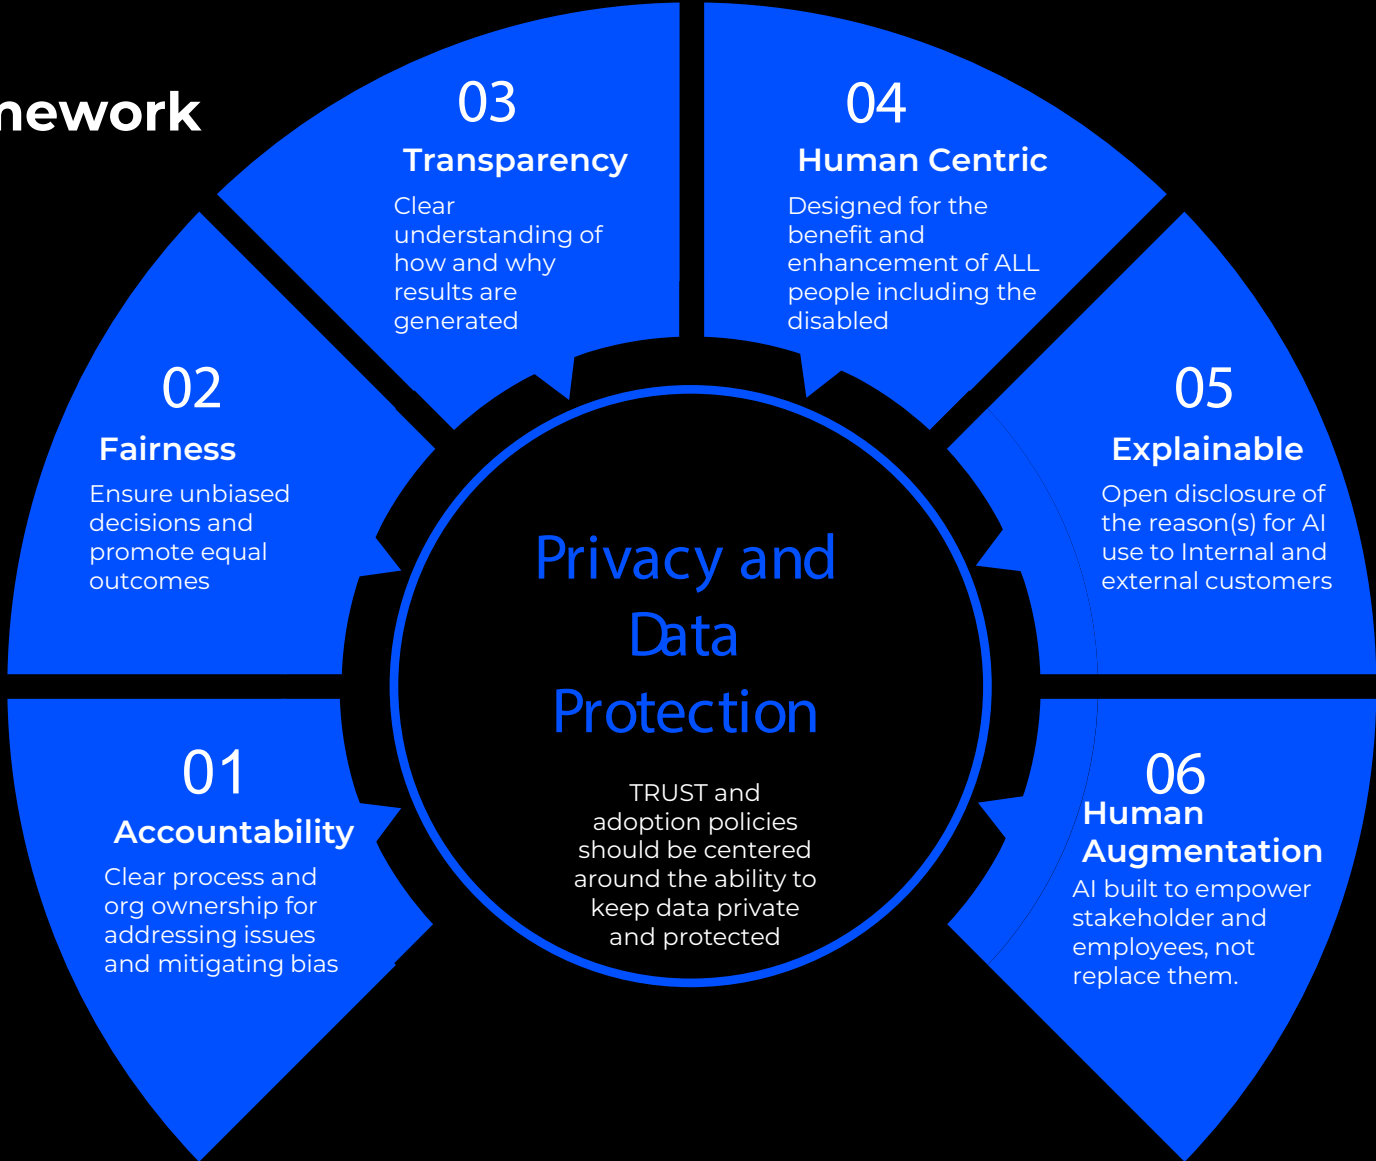 mework
01
Accountability
Clear process and
org ownership for
addressing issues
and mitigating bias
02
Fairness
Ensure unbiased
decisions and
promote equal
outcomes
03
Transparency
Clear
understanding of
how and why
results are
generated
04
Human Centric
Designed for the
benefit and
enhancement of ALL
people including the
disabled
05
Explainable
Open disclosure of
the reason(s) for AI
use to Internal and
external customers
06
Human
Augmentation
AI built to empower
stakeholder and
employees, not
replace them.
Privacy and
Data
Protection
TRUST and
adoption policies
should be centered
around the ability to
keep data private
and protected